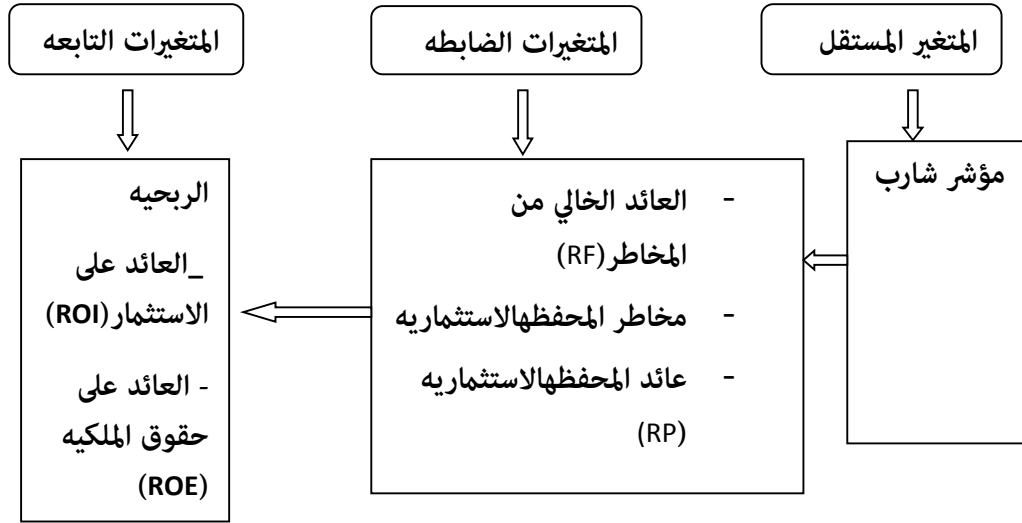 المتغير المستقل
المتغيرات الضابطه
المتغيرات التابعه
مؤشر شارب
- العائد الخالي من
المخاطر(RF)
- مخاطر المحفظهالاستثماريه
- عائد المحفظهالاستثماريه
(RP)
الربحيه
_العائد على
الاستثمار(ROI)
- العائد على
حقوق الملكيه
(ROE)